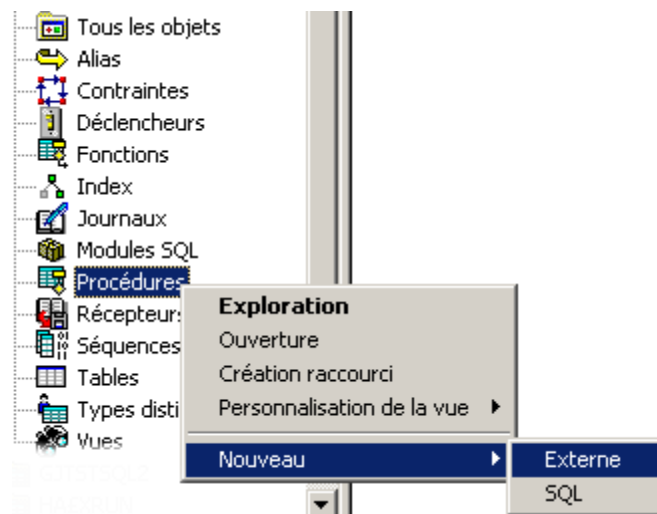 Tous les objets
Alias
Contraintes
Déclencheurs
Fonctions
Index
Journaux
Modules SQL
Procédures
Récepteurs
Séquences
Tables
Types disti
Vues
Exploration
Ouverture
Création raccourci
Personnalisation de la vue
Nouveau
Externe
SQL